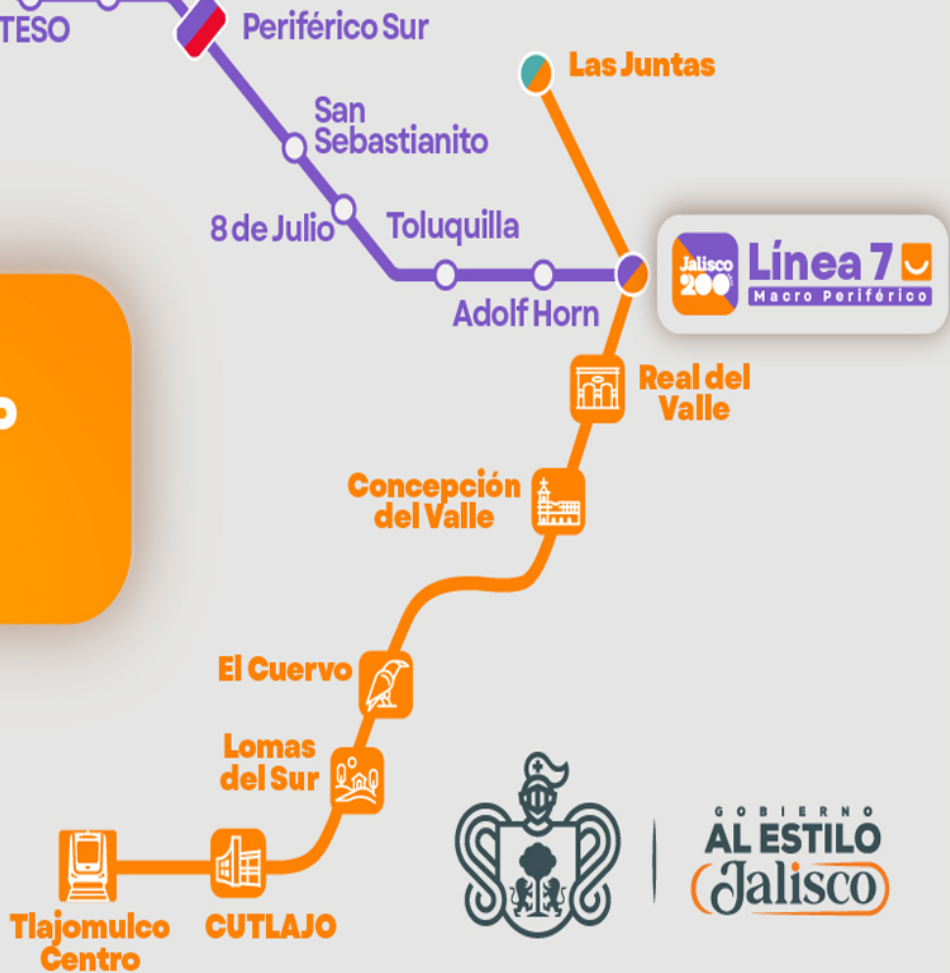 Periférico Sur
Las Juntas
San
Sebastianito
8 de Julio
Toluquilla
Adolf Horn
Jalisco
200
Línea 7
Macro Periférico
Real del
Valle
Concepción
del Valle
El Cuervo
Lomas
del Sur
Tlajomulco
Centro
CUTLAJO
GOBIERNO
AL ESTILO
Jalisco